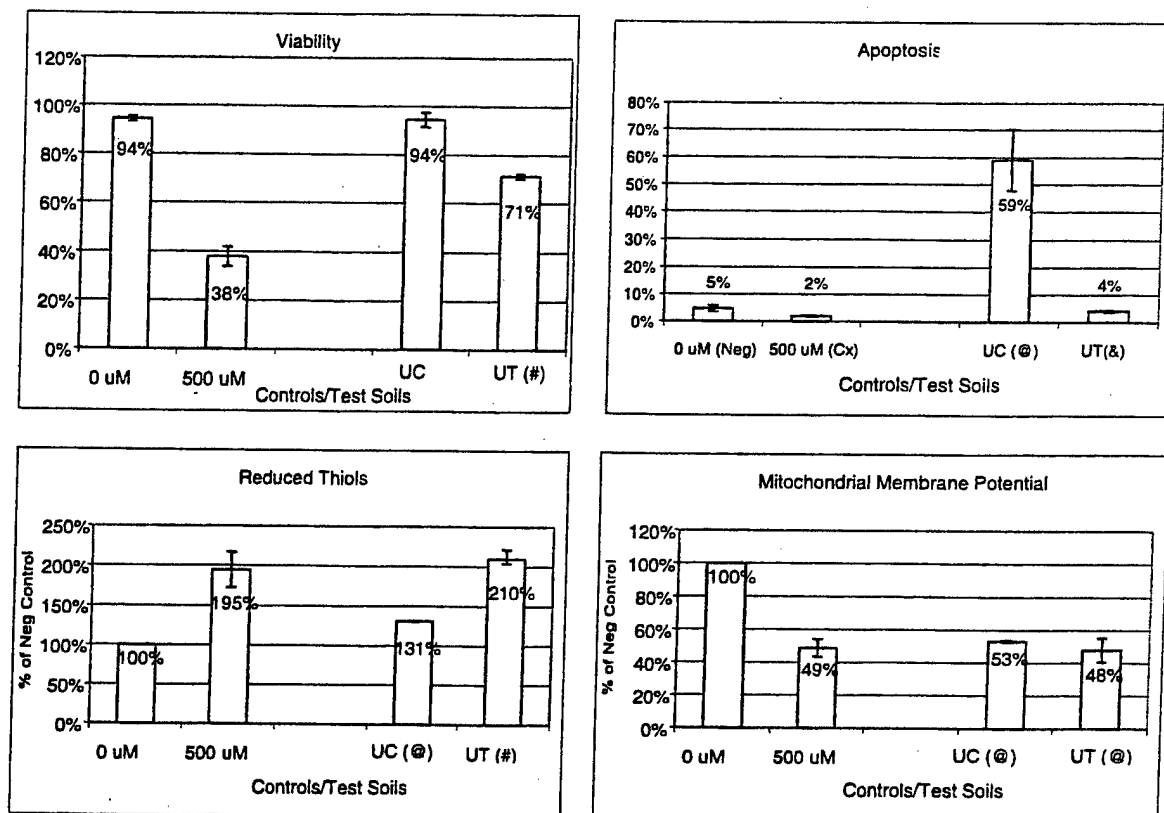 Viability
120%
100%
80%
60%
40%
20%
0%
94%
38%
94%
71%
0 uM 500 uM UC UT (#)
Controls/Test Soils
Apoptosis
80%
70%
60%
50%
40%
30%
20%
10%
0%
5% 2% 59% 4%
0 uM (Neg) 500 uM (Cx) UC (@) UT(&)
Controls/Test Soils
Reduced Thiols
% of Neg Control
250%
200%
150%
100%
50%
0%
100%
195%
131%
210%
0 uM 500 uM UC (@) UT (#)
Controls/Test Soils
Mitochondrial Membrane Potential
% of Neg Control
120%
100%
80%
60%
40%
20%
0%
100%
49%
53%
48%
0 uM 500 uM UC (@) UT (@)
Controls/Test Soils